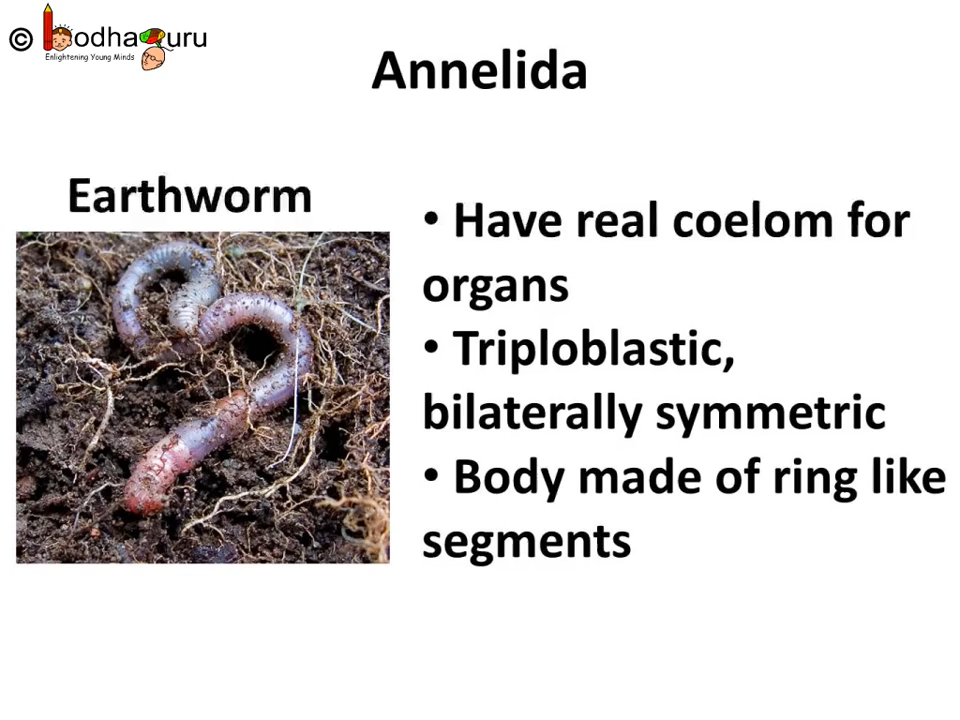 © BodhaGuru
Enlightening Young Minds
Annelida
Earthworm
• Have real coelom for
organs
• Triploblastic,
bilaterally symmetric
• Body made of ring like
segments